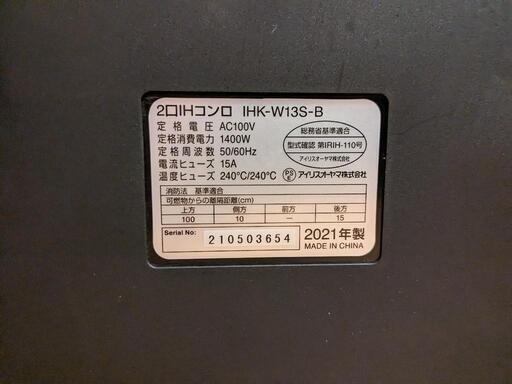 2口IHコンロ IHK-W13S-B
定格電圧 AC100V
定格消費電力 1400W
定格周波数 50/60Hz
電流ヒューズ 15A
温度ヒューズ 240℃/240℃
総務省基準適合
型式確認 第IRIH-110号
アイリスオーヤマ株式会社
PS
E
アイリスオーヤマ株式会社
消防法 基準適合
可燃物からの離隔距離(cm)
上方 側方 前方 後方
100 10 — 15
Serial No: 210503654
2021年製
MADE IN CHINA